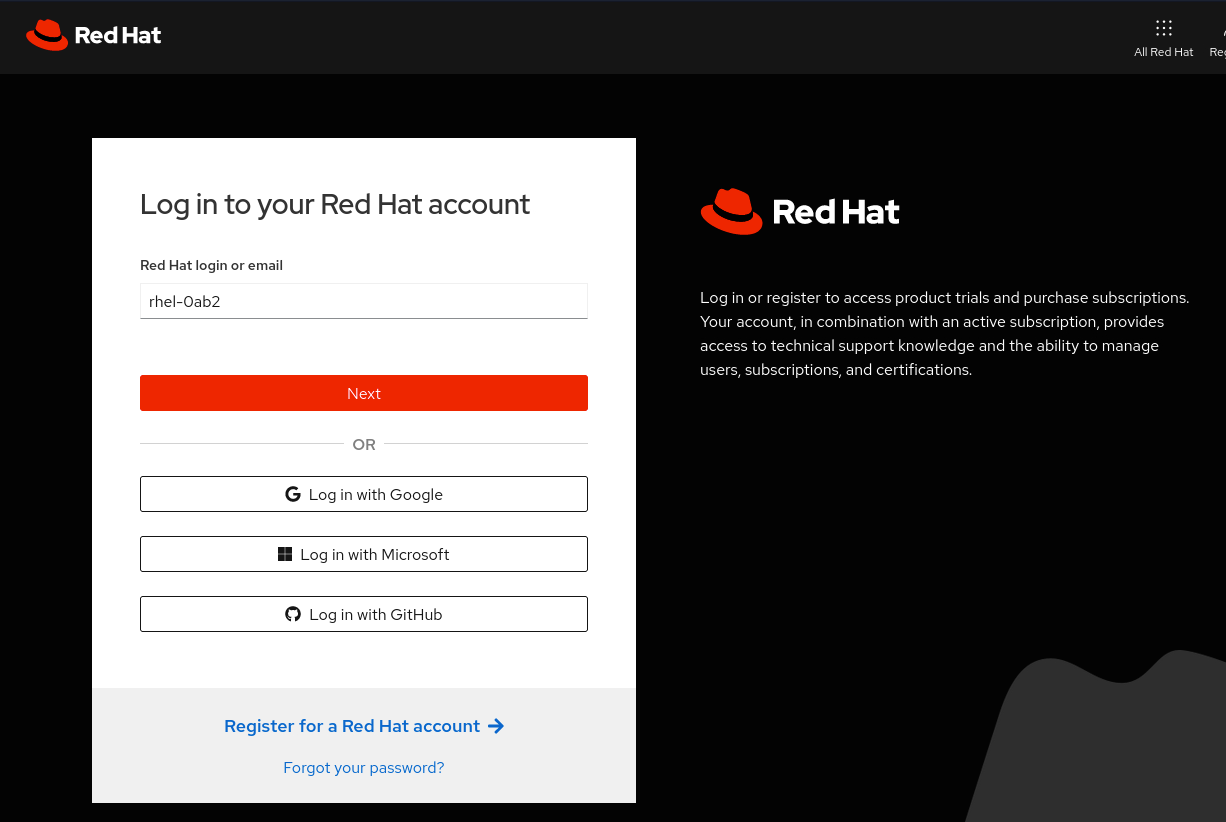 Red Hat
All Red Hat
Log in to your Red Hat account
Red Hat login or email
rhel-0ab2
Next
OR
Log in with Google
Log in with Microsoft
Log in with GitHub
Register for a Red Hat account
Forgot your password?
Red Hat
Log in or register to access product trials and purchase subscriptions.
Your account, in combination with an active subscription, provides
access to technical support knowledge and the ability to manage
users, subscriptions, and certifications.